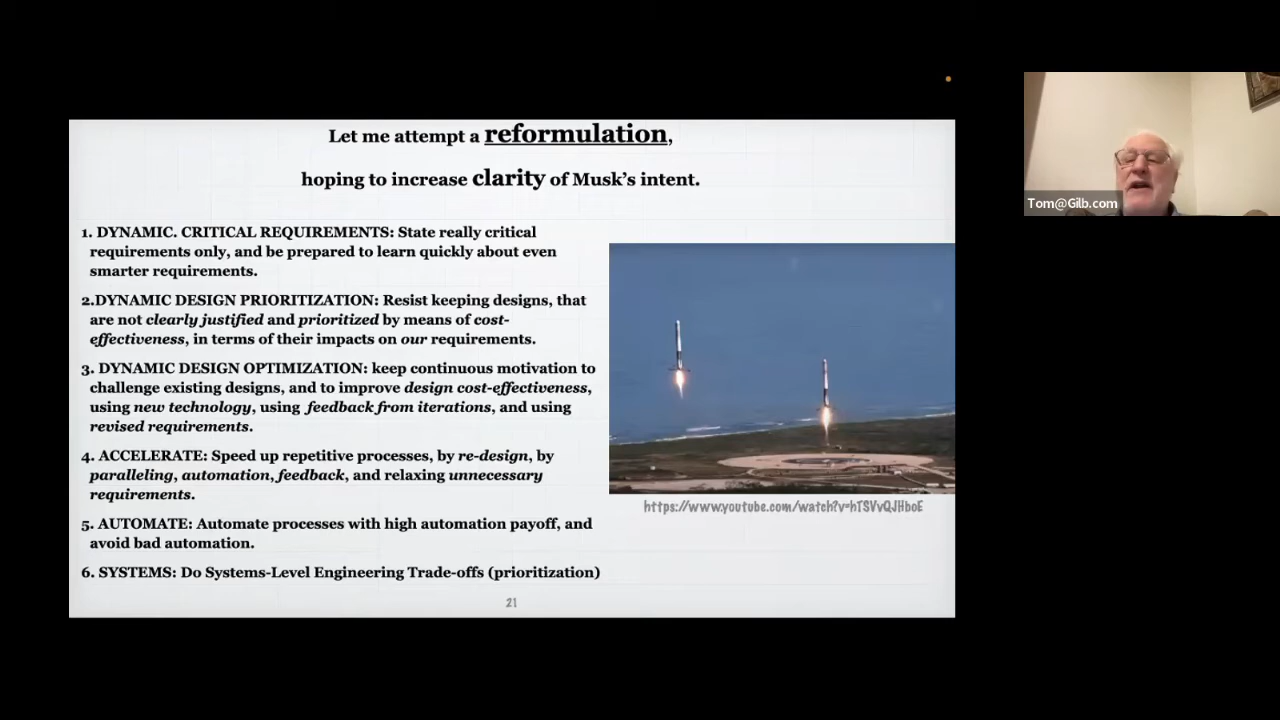 Let me attempt a reformulation,
hoping to increase clarity of Musk's intent.
1. DYNAMIC. CRITICAL REQUIREMENTS: State really critical
requirements only, and be prepared to learn quickly about even
smarter requirements.
2.DYNAMIC DESIGN PRIORITIZATION: Resist keeping designs, that
are not clearly justified and prioritized by means of cost-
effectiveness, in terms of their impacts on our requirements.
3. DYNAMIC DESIGN OPTIMIZATION: keep continuous motivation to
challenge existing designs, and to improve design cost-effectiveness,
using new technology, using feedback from iterations, and using
revised requirements.
4. ACCELERATE: Speed up repetitive processes, by re-design, by
paralleling, automation, feedback, and relaxing unnecessary
requirements.
5. AUTOMATE: Automate processes with high automation payoff, and
avoid bad automation.
6. SYSTEMS: Do Systems-Level Engineering Trade-offs (prioritization)
https://www.youtube.com/watch?v=hTSVvQJHboE
21
Tom@Gilb.com